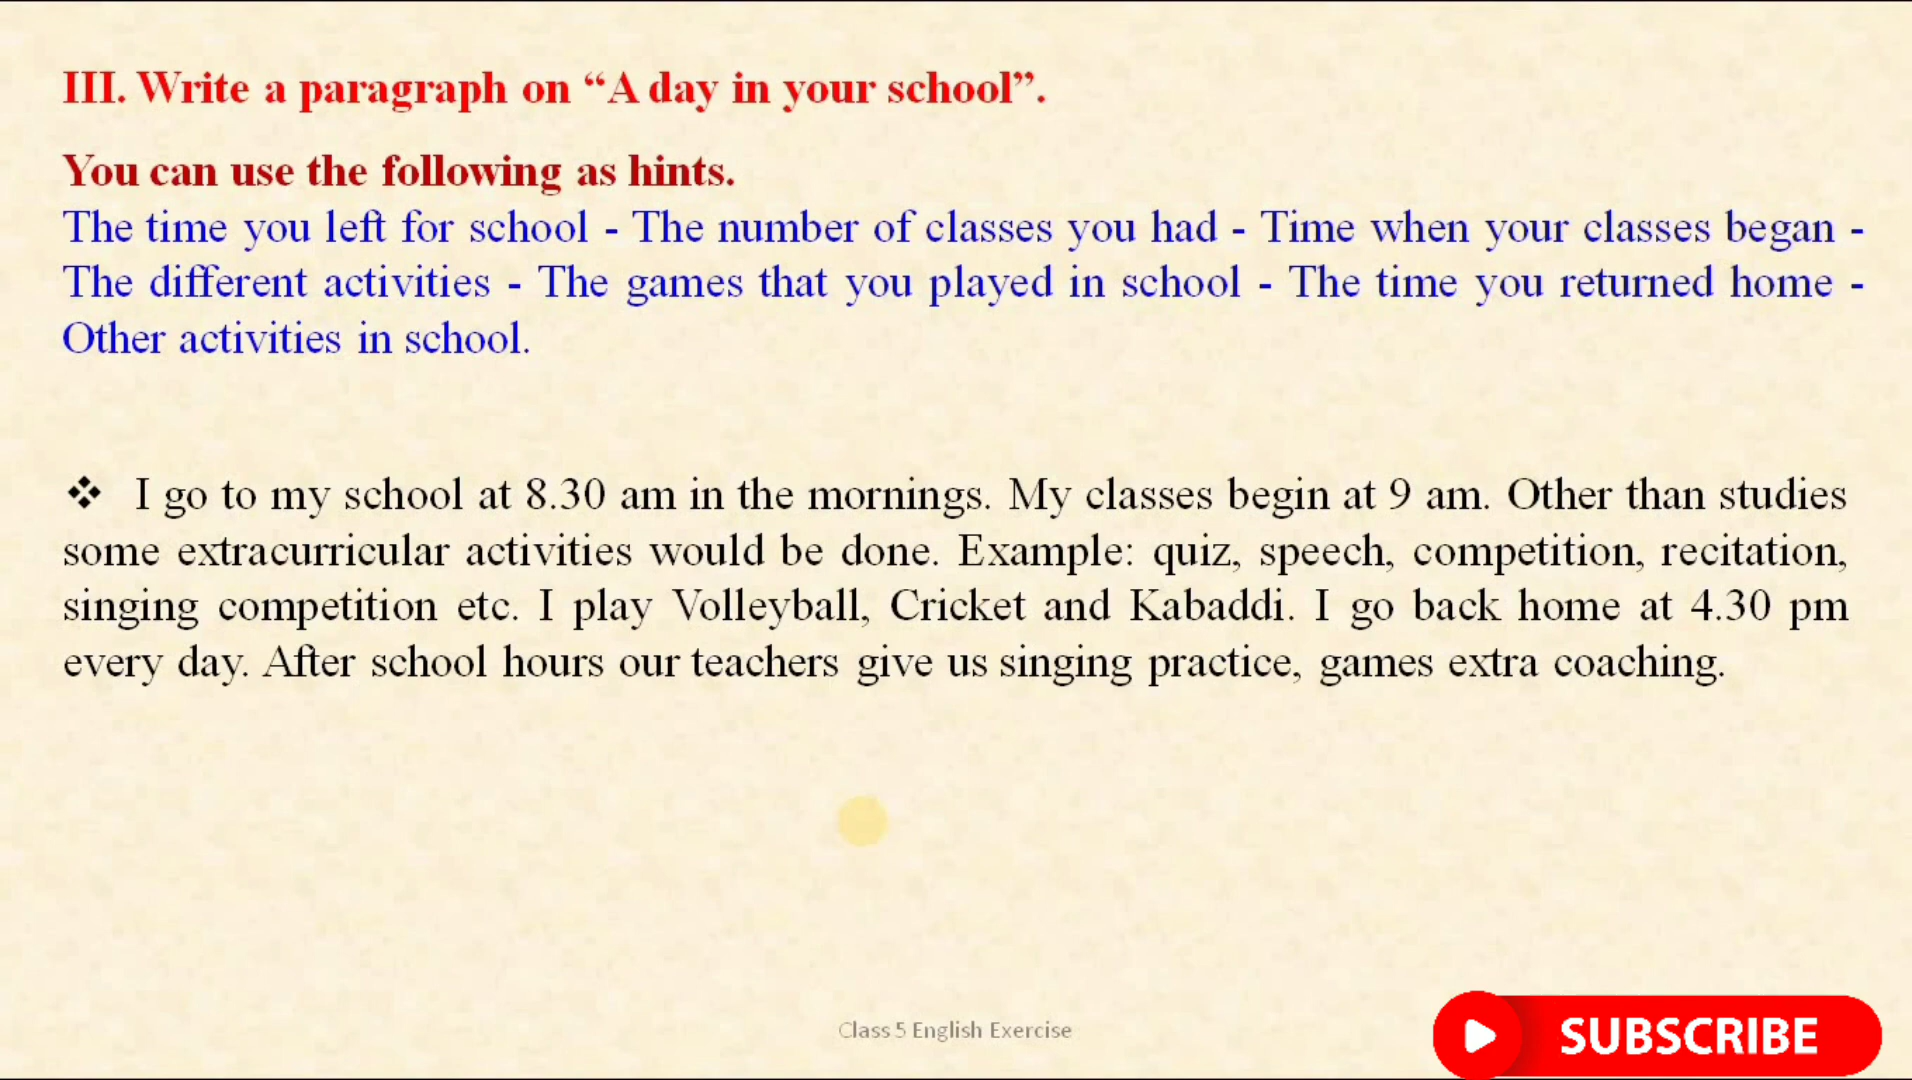 III. Write a paragraph on “A day in your school”.
You can use the following as hints.
The time you left for school - The number of classes you had - Time when your classes began -
The different activities - The games that you played in school - The time you returned home -
Other activities in school.
❖ I go to my school at 8.30 am in the mornings. My classes begin at 9 am. Other than studies
some extracurricular activities would be done. Example: quiz, speech, competition, recitation,
singing competition etc. I play Volleyball, Cricket and Kabaddi. I go back home at 4.30 pm
every day. After school hours our teachers give us singing practice, games extra coaching.
Class 5 English Exercise
SUBSCRIBE